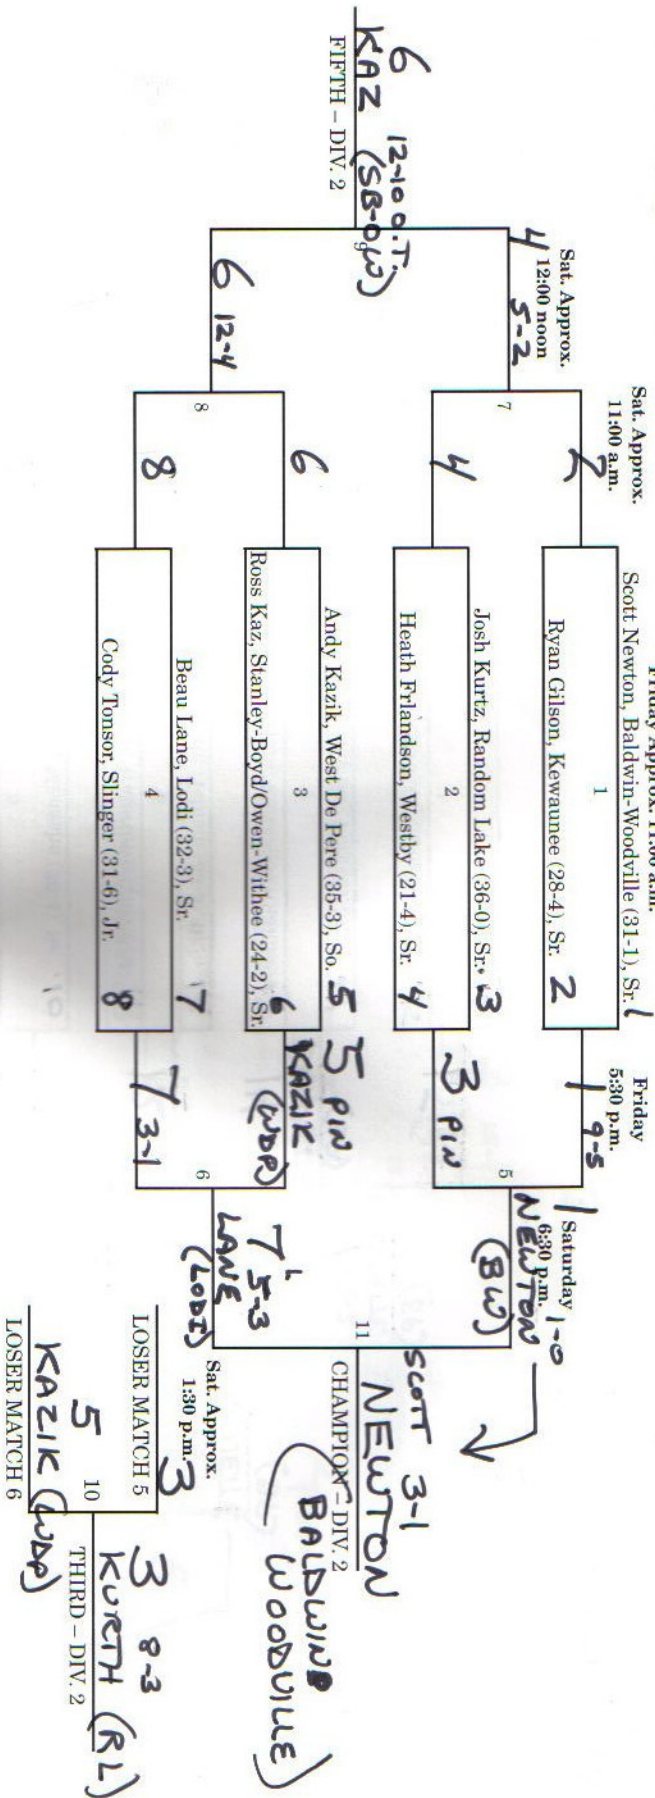 Friday Approx. 11:00 a.m.
Scott Newton, Baldwin-Woodville (31-1), Sr. 1
1
Ryan Gilson, Kewaunee (28-4), Sr. 2
Josh Kurtz, Random Lake (36-0), Sr. 3
2
Heath Frlandson, Westby (21-4), Sr. 4
Andy Kazik, West De Pere (35-3), So. 5
3
Ross Kaz, Stanley-Boyd/Owen-Withee (24-2), Sr. 6
Beau Lane, Lodi (32-3), Sr. 7
4
Cody Tonsor, Slinger (31-6), Jr. 8
Friday
5:30 p.m.
1 9-5
5
3 PIN
5 PIN
KAZIK
(WDP)
6
7 3-1
Saturday
6:30 p.m.
1 1-0
NEWTON
(BW)
11
7 5-3
LANE
(LODI)
SCOTT 3-1
NEWTON
CHAMPION – DIV. 2
BALDWIN
WOODVILLE)
Sat. Approx.
1:30 p.m.
3
LOSER MATCH 5
10
5
KAZIK (WDP)
LOSER MATCH 6
3 8-3
KURTH (RL)
THIRD – DIV. 2
Sat. Approx.
11:00 a.m.
2
7
4
6
8
8
Sat. Approx.
12:00 noon
4 5-2
9
6 12-4
6 12-10 O.T.
KAZ (SB-OW)
FIFTH – DIV. 2